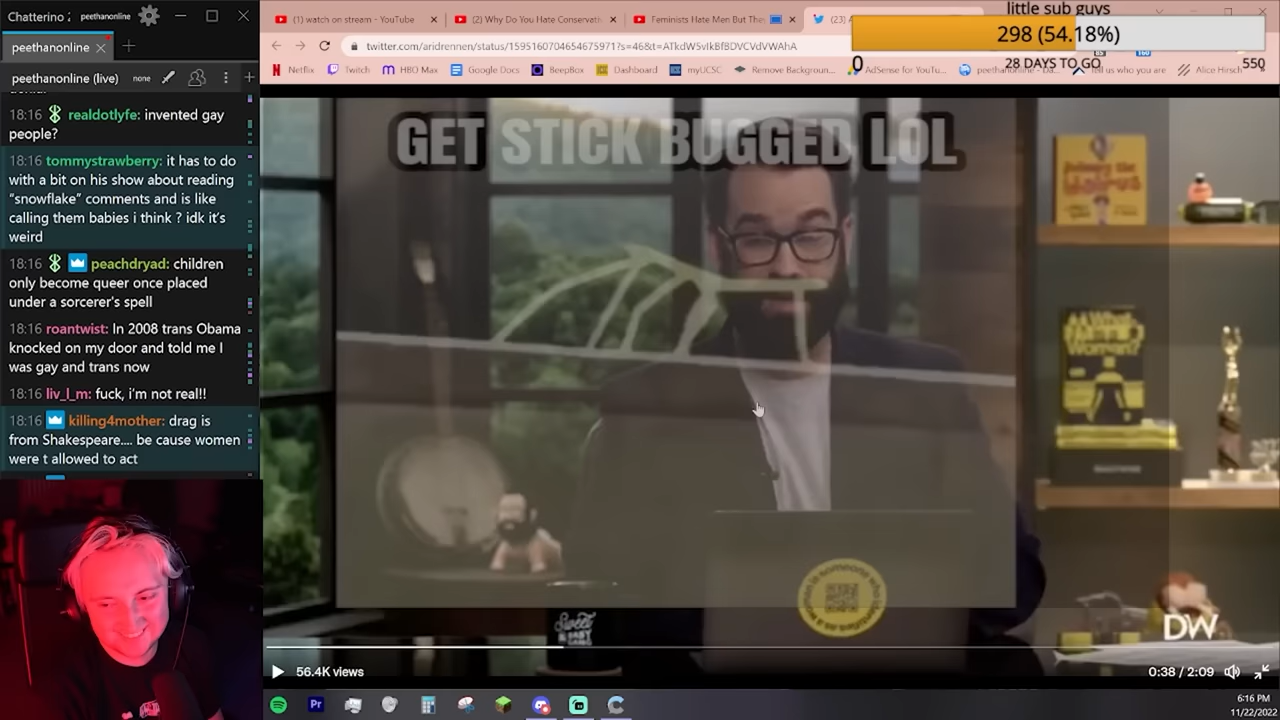 Chatterino
peethanonline
peethanonline
peethanonline (live)
none
18:16 realdotlyfe: invented gay
people?
18:16 tommystrawberry: it has to do
with a bit on his show about reading
“snowflake” comments and is like
calling them babies i think ? idk it’s
weird
18:16 peachdryad: children
only become queer once placed
under a sorcerer's spell
18:16 roantwist: In 2008 trans Obama
knocked on my door and told me I
was gay and trans now
18:16 liv_l_m: fuck, i'm not real!!
18:16 killing4mother: drag is
from Shakespeare.... be cause women
were t allowed to act
(1) watch on stream - YouTube
(2) Why Do You Hate Conservati
Feminists Hate Men But The
little sub guys
298 (54.18%)
0
28 DAYS TO GO
550
Netflix
Twitch
HBO Max
Google Docs
BeepBox
Dashboard
myUCSC
Remove Backgroun...
AdSense for YouTu...
Tell us who you are
Alice Hirsch
GET STICK BUGGED LOL
Sweet
BABY
DW
56.4K views
0:38 / 2:09
6:16 PM
11/22/2022